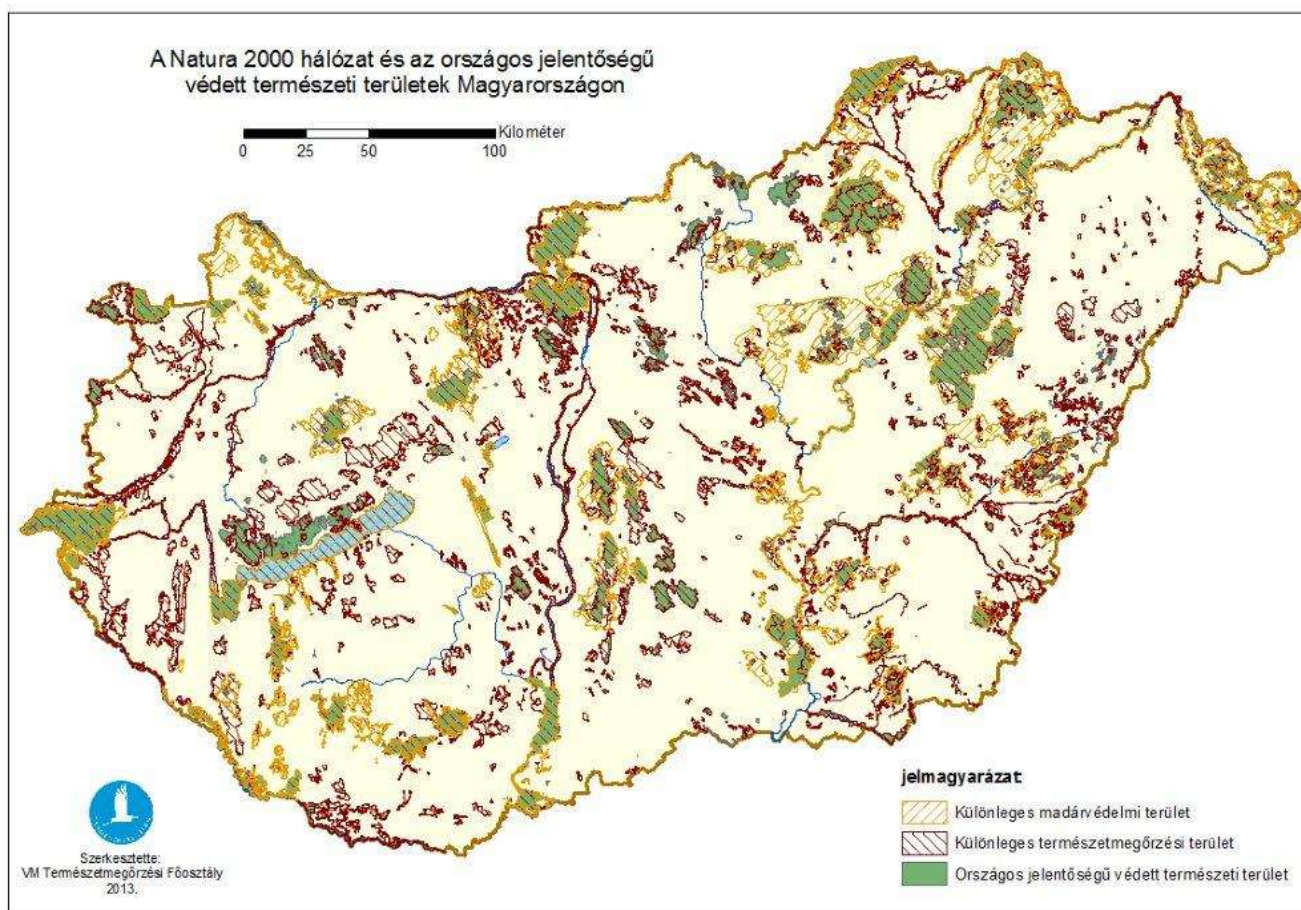 A Natura 2000 hálózat és az országos jelentőségű
védett természeti területek Magyarországon
Kilométer
0 25 50 100
jelmagyarázat
Különleges madárvédelmi terület
Különleges természetmegőrzési terület
Országos jelentőségű védett természeti terület
Szerkesztette:
VM Természetmegőrzési Főosztály
2013.